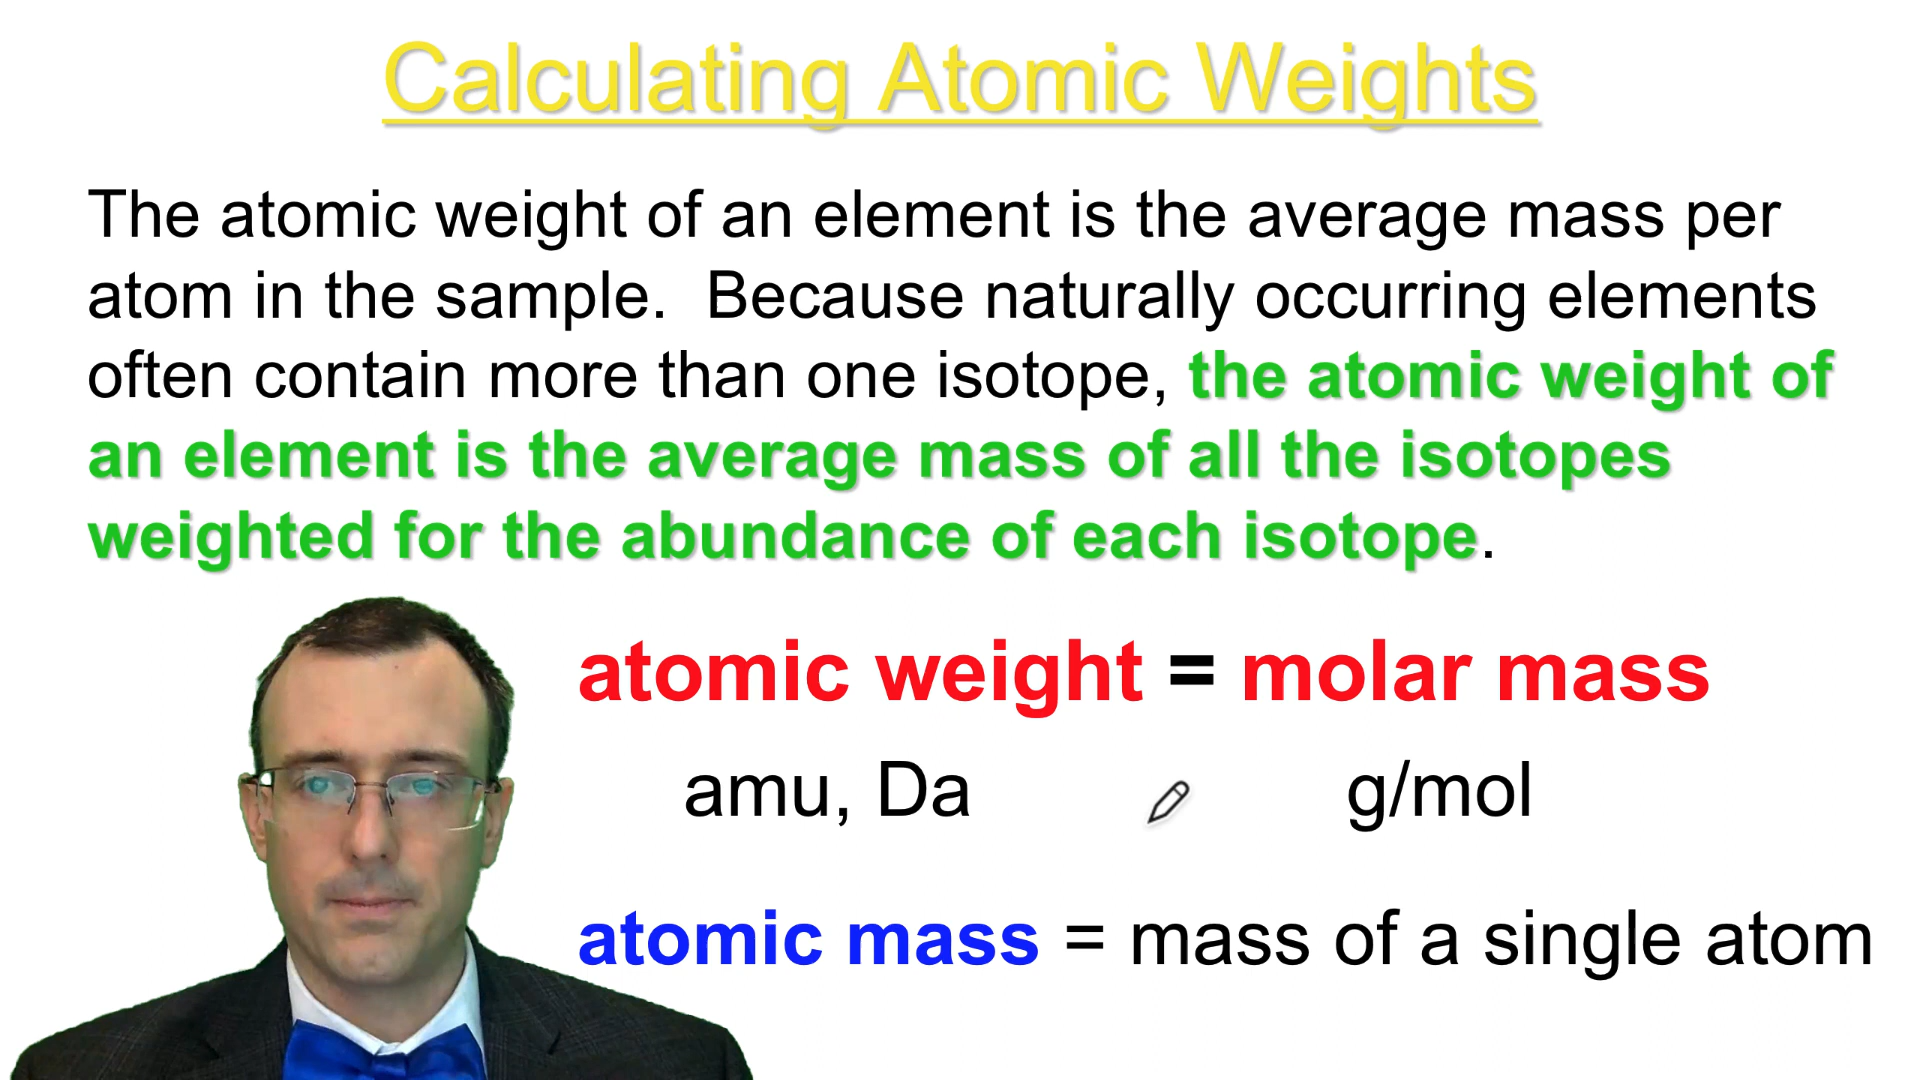 Calculating Atomic Weights
The atomic weight of an element is the average mass per
atom in the sample.  Because naturally occurring elements
often contain more than one isotope, the atomic weight of
an element is the average mass of all the isotopes
weighted for the abundance of each isotope.
atomic weight = molar mass
amu, Da g/mol
atomic mass = mass of a single atom